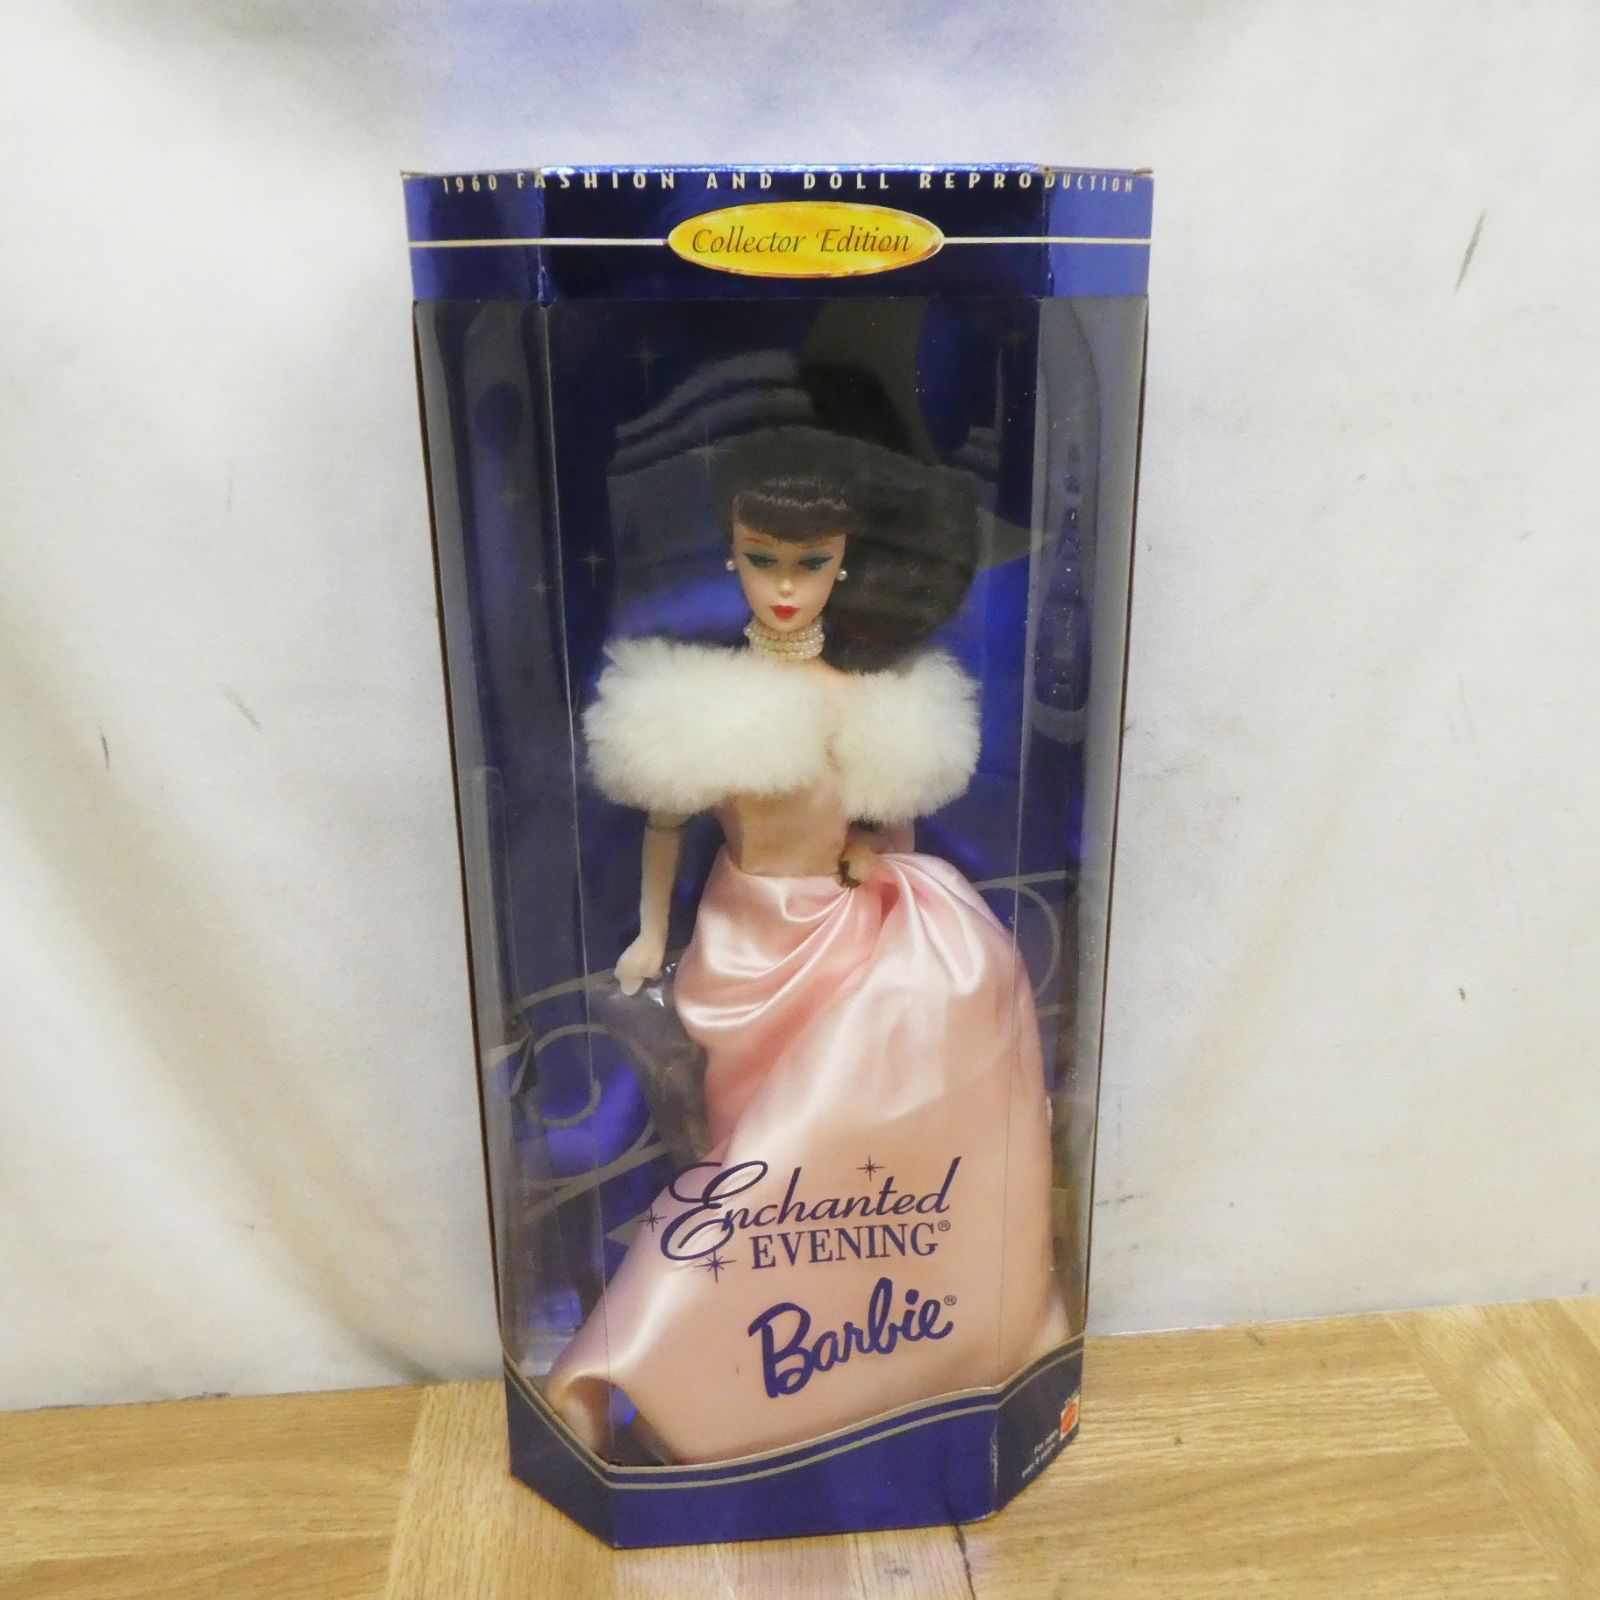 1960 FASHION AND DOLL REPRODUCTION
Collector Edition
Enchanted
EVENING®
Barbie®